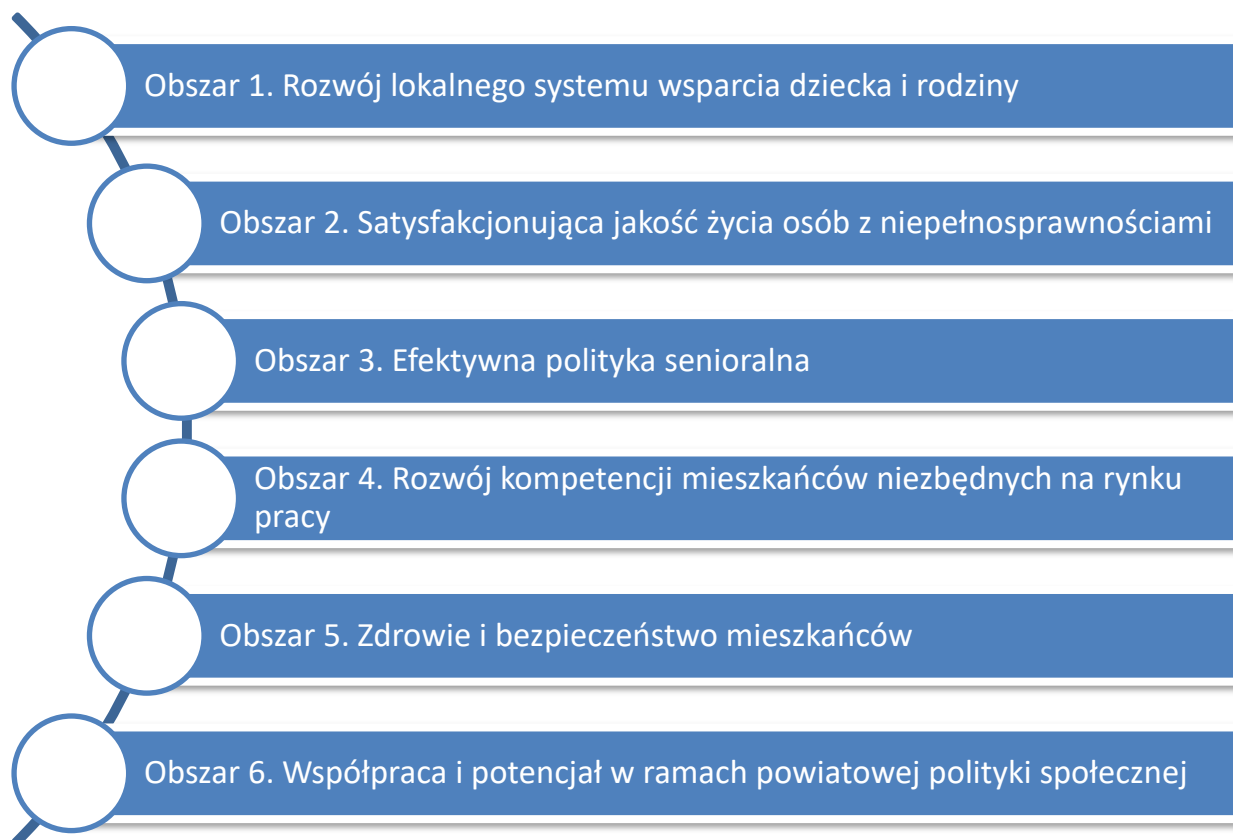 Obszar 1. Rozwój lokalnego systemu wsparcia dziecka i rodziny
Obszar 2. Satysfakcjonująca jakość życia osób z niepełnosprawnościami
Obszar 3. Efektywna polityka senioralna
Obszar 4. Rozwój kompetencji mieszkańców niezbędnych na rynku
pracy
Obszar 5. Zdrowie i bezpieczeństwo mieszkańców
Obszar 6. Współpraca i potencjał w ramach powiatowej polityki społecznej